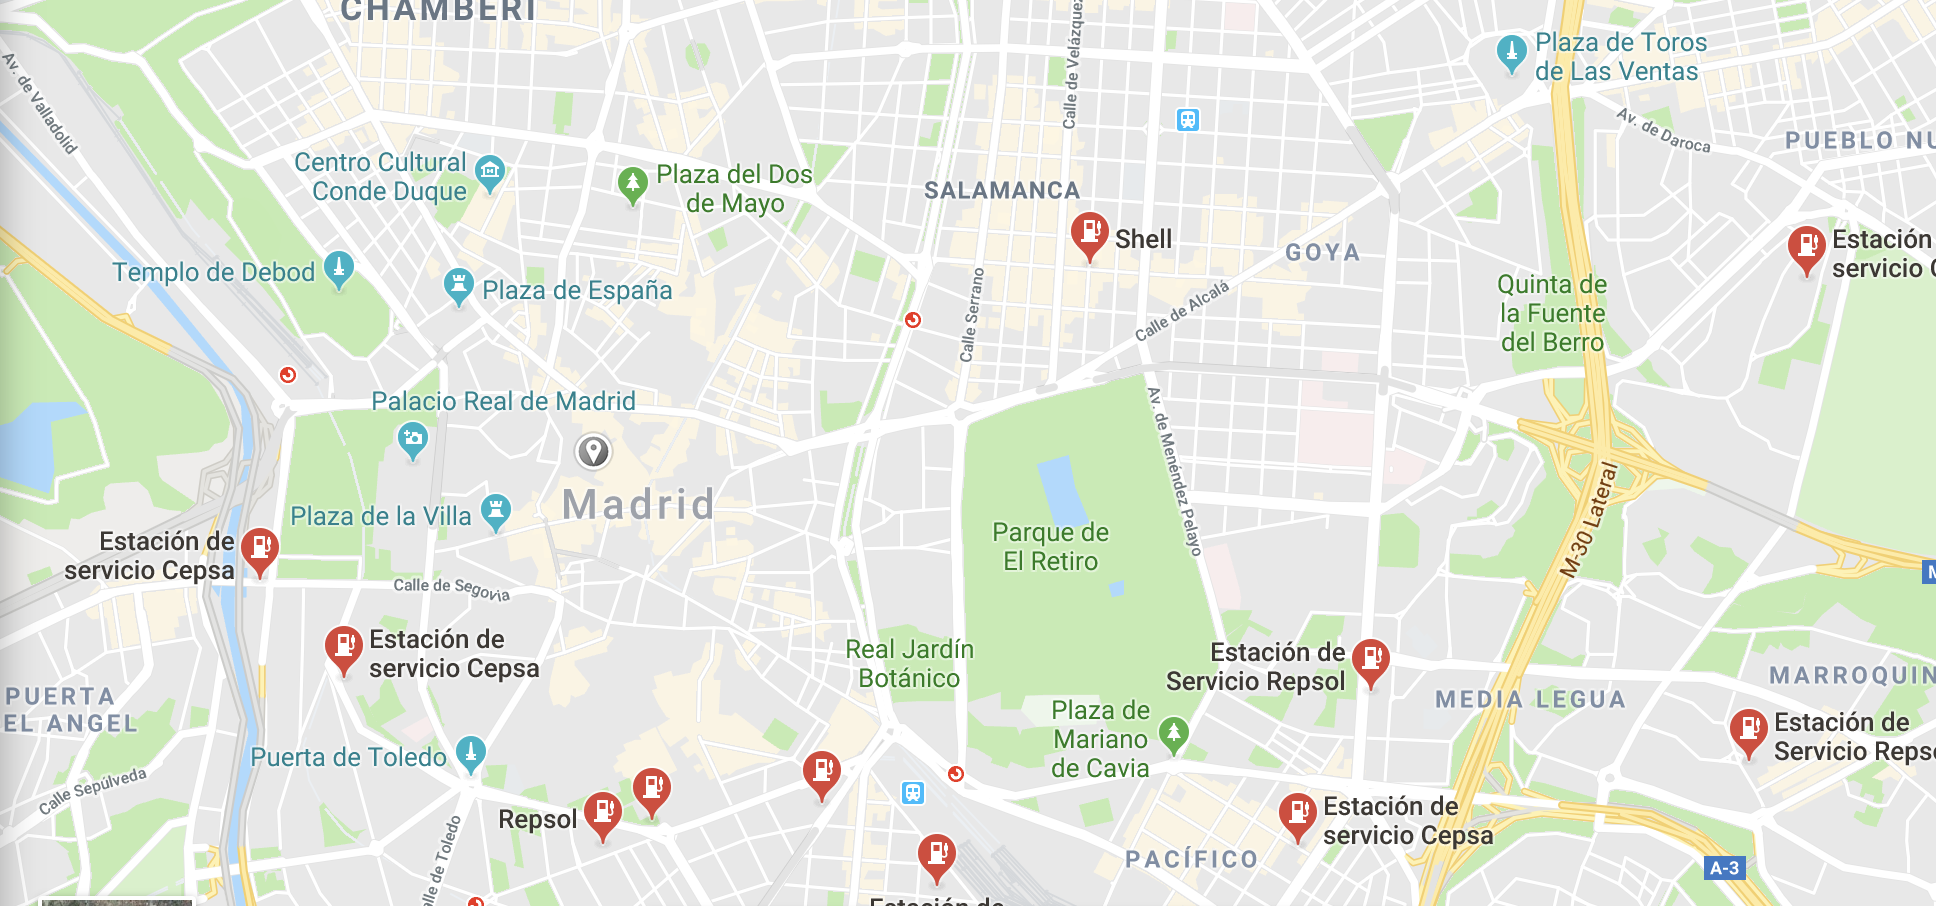 CHAMBERÍ
Av. de Valladolid
Calle de Velázquez
Plaza de Toros
de Las Ventas
Av. de Daroca
PUEBLO NU
Centro Cultural
Conde Duque
Plaza del Dos
de Mayo
SALAMANCA
Shell
GOYA
Estación
servicio C
Templo de Debod
Plaza de España
Calle Serrano
Calle de Alcalá
Quinta de
la Fuente
del Berro
Palacio Real de Madrid
Av. de Menéndez Pelayo
Madrid
Plaza de la Villa
M-30 Lateral
Parque de
El Retiro
Estación de
servicio Cepsa
M
Calle de Segovia
Estación de
servicio Cepsa
Real Jardín
Botánico
Estación de
Servicio Repsol
PUERTA
EL ANGEL
MEDIA LEGUA
MARROQUIN
Plaza de
Mariano
de Cavia
Estación de
Servicio Repso
Puerta de Toledo
Calle Sepúlveda
Repsol
Estación de
servicio Cepsa
alle de Toledo
PACÍFICO
A-3
Estación de